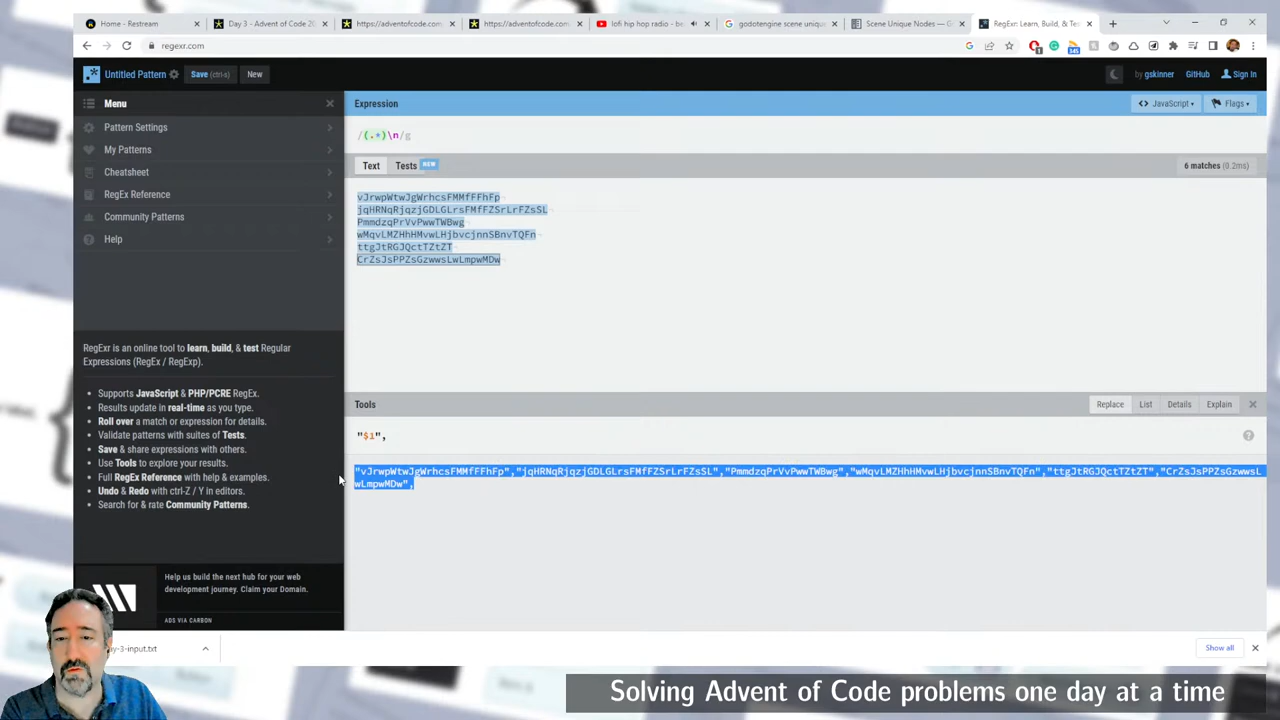 Home - Restream
Day 3 - Advent of Code 20
https://adventofcode.com
https://adventofcode.com
lofi hip hop radio - be
godotengine scene unique
Scene Unique Nodes — G
RegExr: Learn, Build, & Tes
regexr.com
Untitled Pattern
Save (ctrl-s)
New
by gskinner
GitHub
Sign In
Menu
Expression
<> JavaScript
Flags
Pattern Settings
/(.*)\n/g
My Patterns
Text
Tests
NEW
6 matches (0.2ms)
Cheatsheet
RegEx Reference
vJrwpWtwJgWrhcsFMMfFFhFp
jqHRNqRjqzjGDLGLrsFMfFZSrLrFZsSL
Community Patterns
PmmdzqPrVvPwwTWBwg
wMqvLMZHhHMvwLHjbvcjnnSBnvTQFn
Help
ttgJtRGJQctTZtZT
CrZsJsPPZsGzwwsLwLmpwMDw
RegExr is an online tool to learn, build, & test Regular
Expressions (RegEx / RegExp).
Supports JavaScript & PHP/PCRE RegEx.
Results update in real-time as you type.
Roll over a match or expression for details.
Validate patterns with suites of Tests.
Save & share expressions with others.
Use Tools to explore your results.
Full RegEx Reference with help & examples.
Undo & Redo with ctrl-Z / Y in editors.
Search for & rate Community Patterns.
Tools
Replace
List
Details
Explain
"$1",
"vJrwpWtwJgWrhcsFMMfFFhFp","jqHRNqRjqzjGDLGLrsFMfFZSrLrFZsSL","PmmdzqPrVvPwwTWBwg","wMqvLMZHhHMvwLHjbvcjnnSBnvTQFn","ttgJtRGJQctTZtZT","CrZsJsPPZsGzwwsL
wLmpwMDw",
Help us build the next hub for your web
development journey. Claim your Domain.
ADS VIA CARBON
ay-3-input.txt
Show all
Solving Advent of Code problems one day at a time